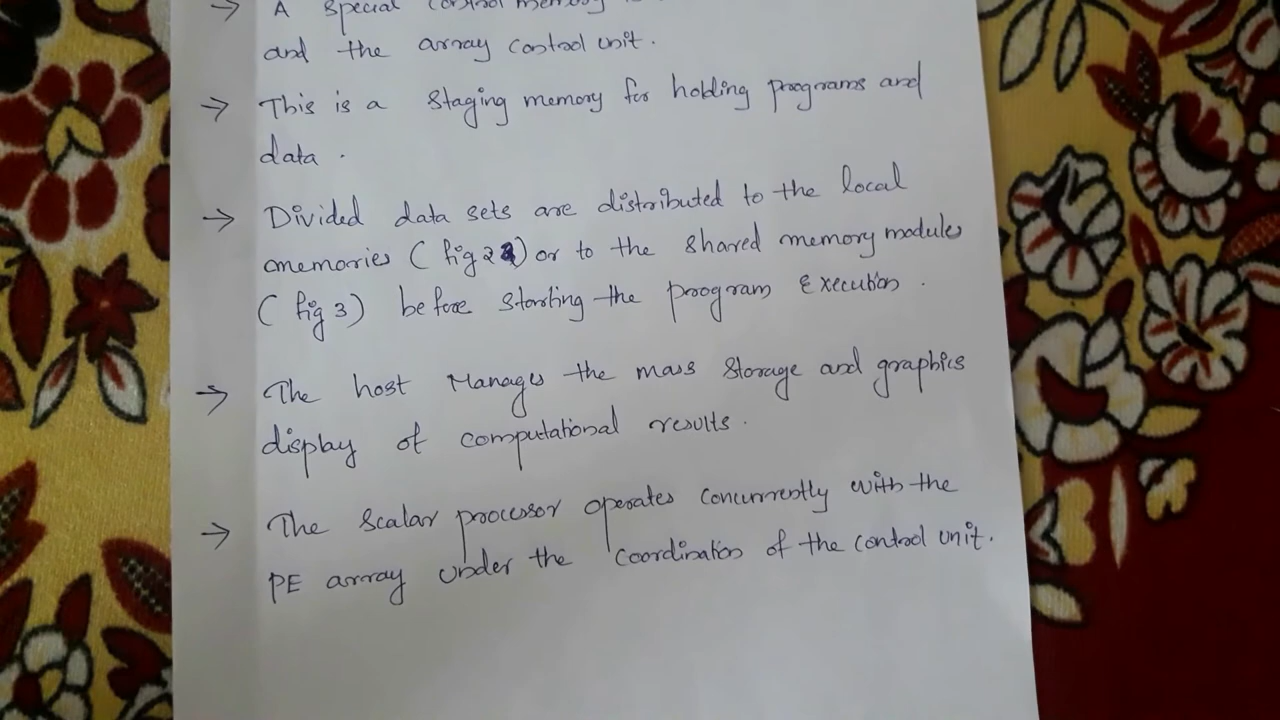 → A special control memory
and the array control unit.
→ This is a staging memory for holding programs and
data.
→ Divided data sets are distributed to the local
memories (fig 2) or to the shared memory modules
(fig 3) before starting the program Execution.
→ The host Manages the mass storage and graphics
display of computational results.
→ The scalar processor operates concurrently with the
PE array under the coordination of the control unit.